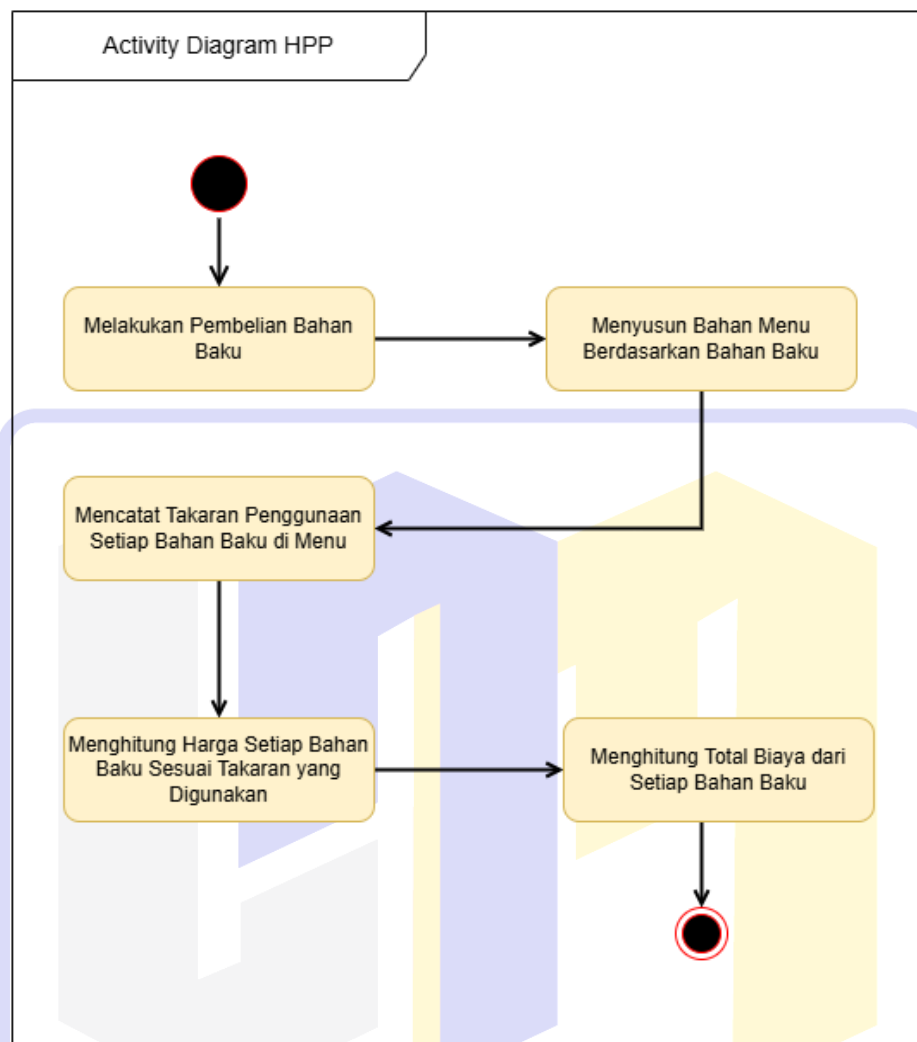 Activity Diagram HPP
Melakukan Pembelian Bahan
Baku
Menyusun Bahan Menu
Berdasarkan Bahan Baku
Mencatat Takaran Penggunaan
Setiap Bahan Baku di Menu
Menghitung Harga Setiap Bahan
Baku Sesuai Takaran yang
Digunakan
Menghitung Total Biaya dari
Setiap Bahan Baku